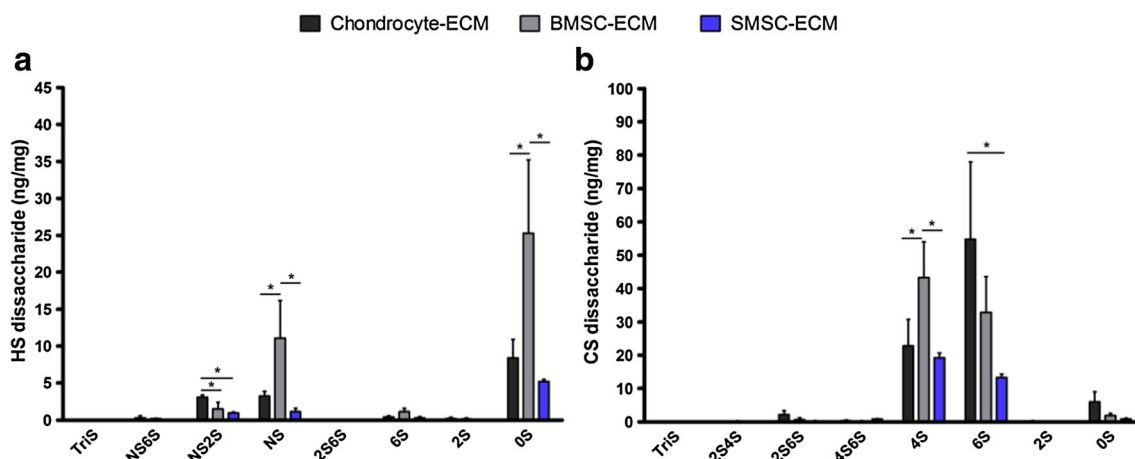 Chondrocyte-ECM BMSC-ECM SMSC-ECM
a
HS dissaccharide (ng/mg)
45
40
35
30
25
20
15
10
5
0
* * * * * *
TriS NS6S NS2S NS 2S6S 6S 2S 0S
b
CS dissaccharide (ng/mg)
100
90
80
70
60
50
40
30
20
10
0
* * *
TriS 2S4S 2S6S 4S6S 4S 6S 2S 0S